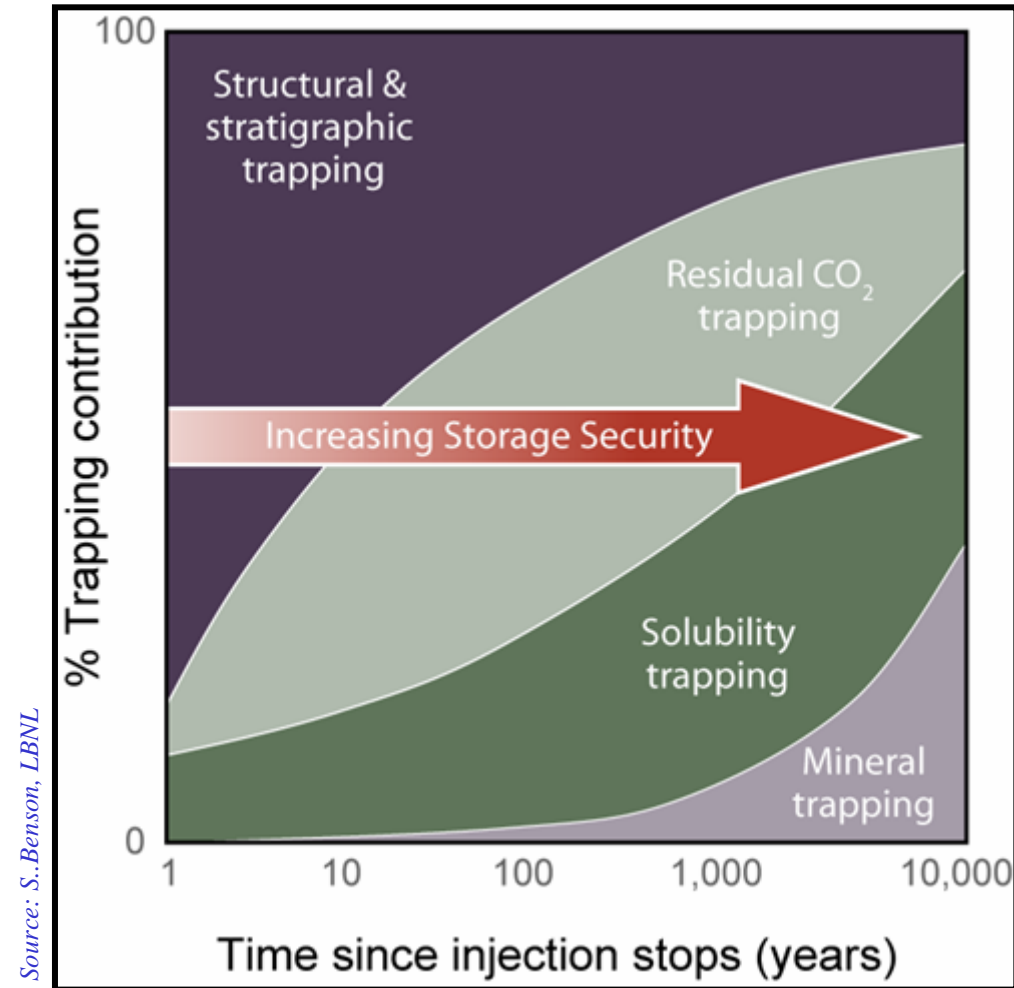 100
Structural &
stratigraphic
trapping
Residual CO₂
trapping
Increasing Storage Security
Solubility
trapping
Mineral
trapping
0
% Trapping contribution
1 10 100 1,000 10,000
Time since injection stops (years)
Source: S..Benson, LBNL